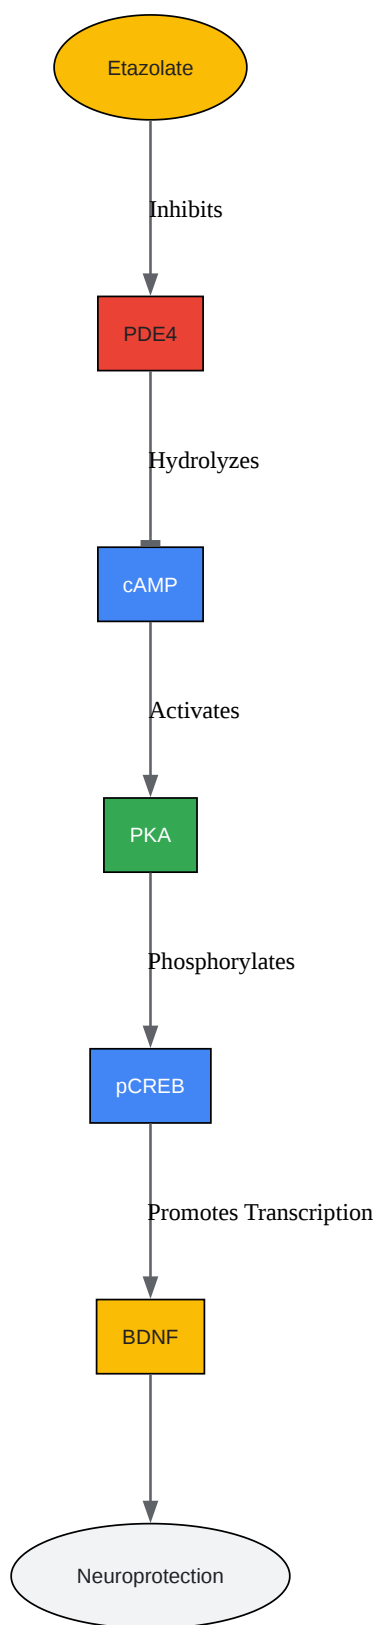 Etazolate
Inhibits
PDE4
Hydrolyzes
cAMP
Activates
PKA
Phosphorylates
pCREB
Promotes Transcription
BDNF
Neuroprotection